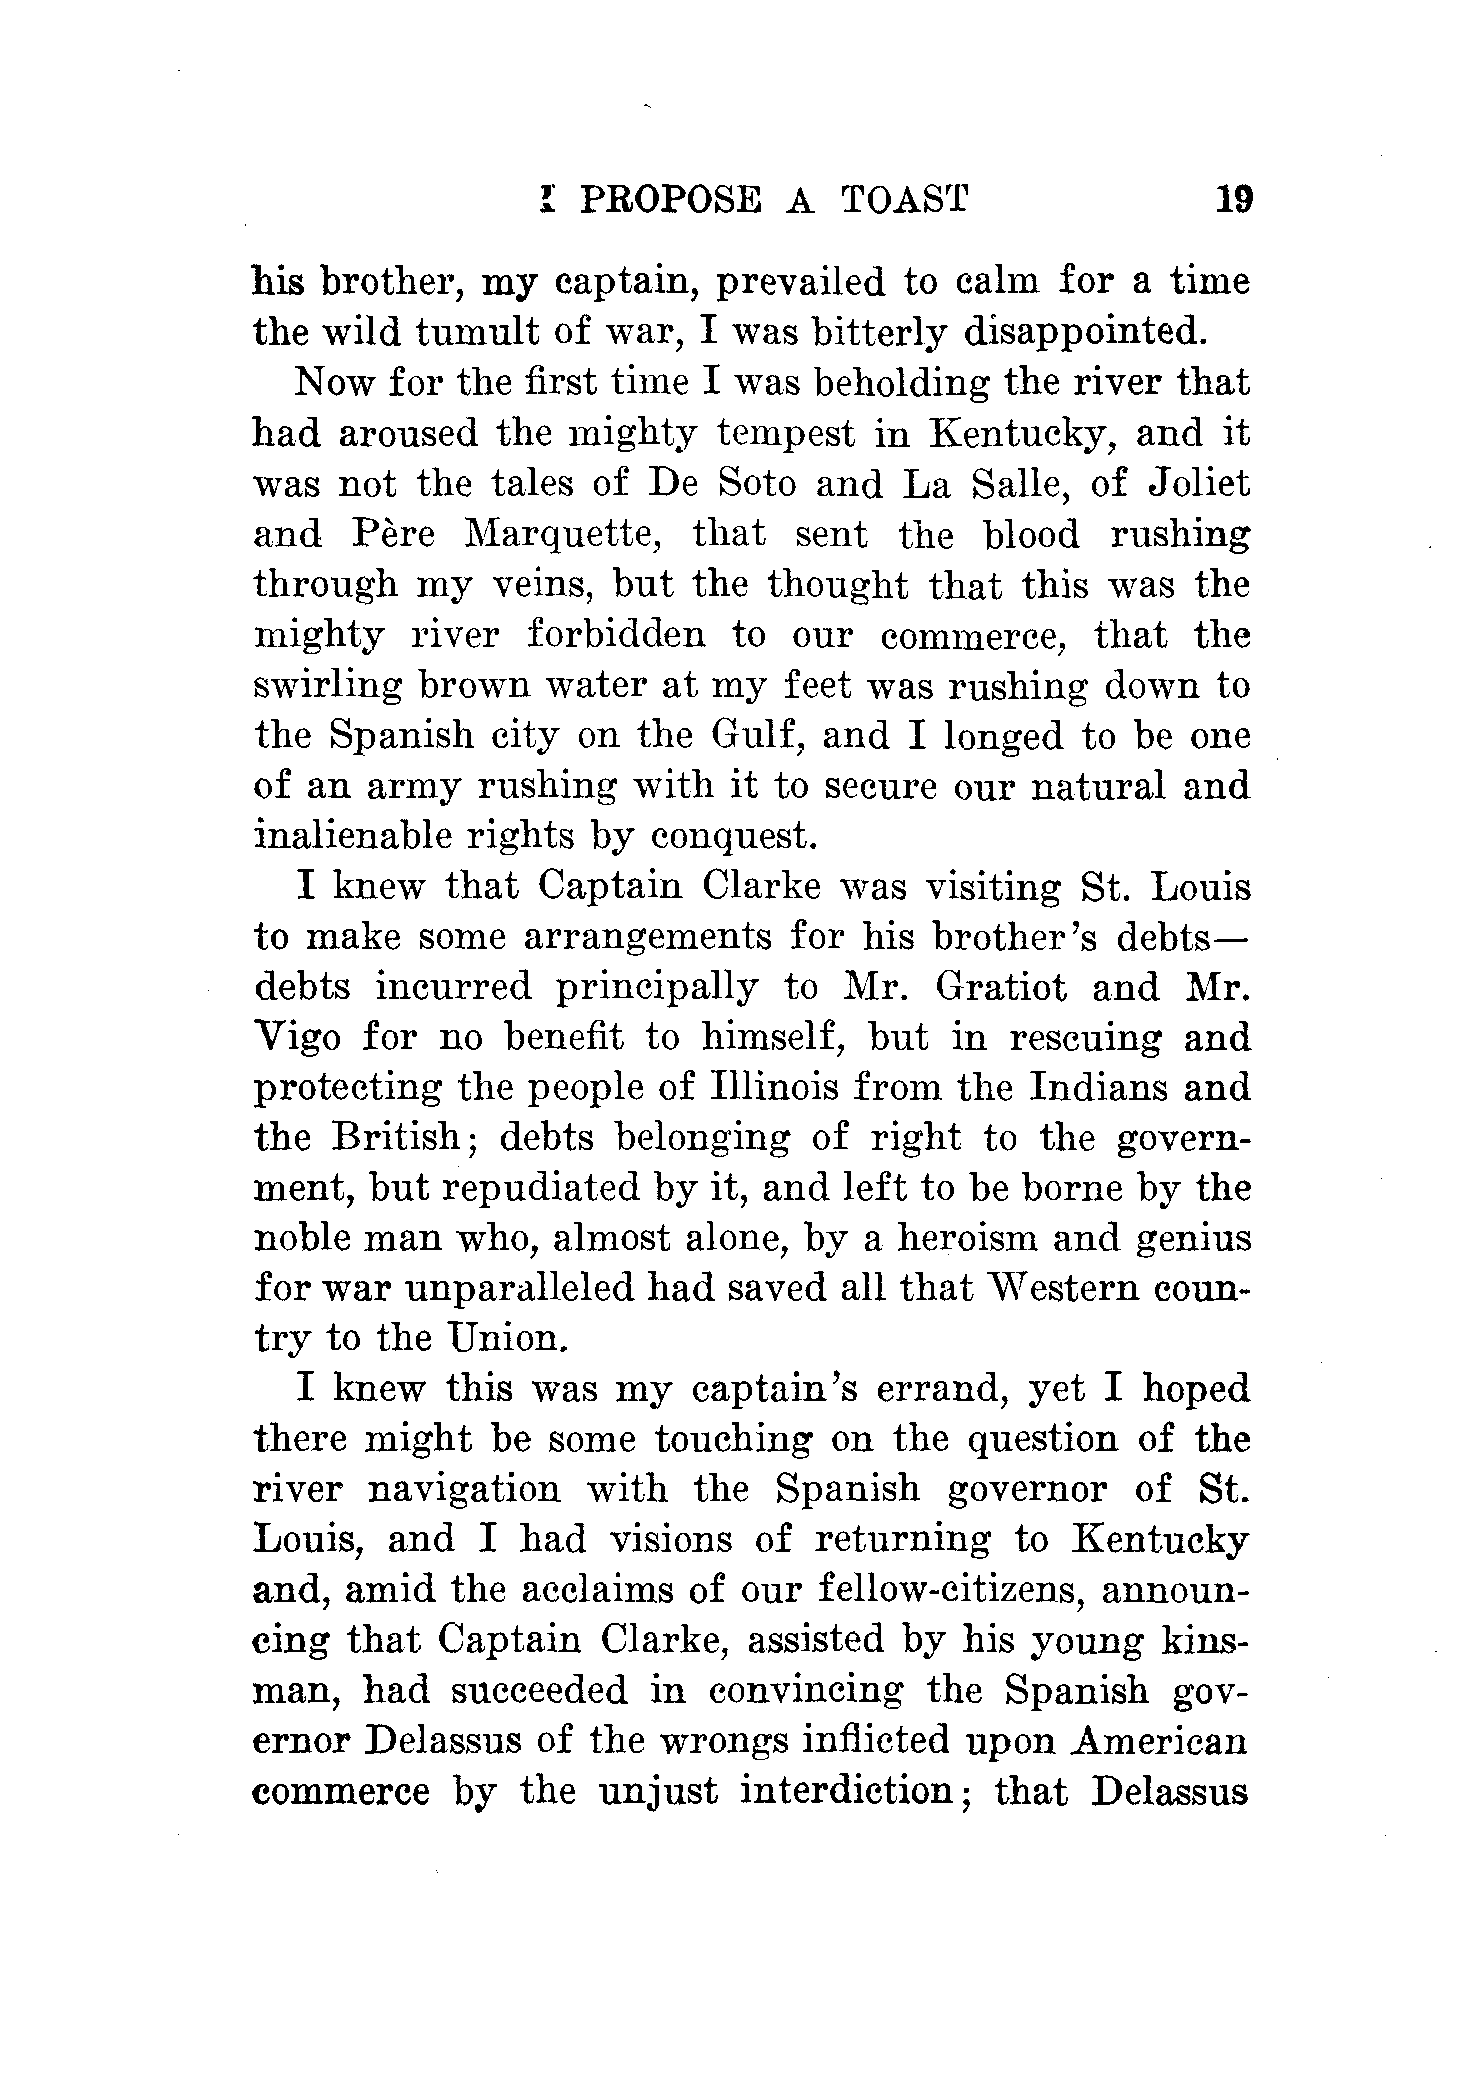 I PROPOSE A TOAST 19
his brother, my captain, prevailed to calm for a time
the wild tumult of war, I was bitterly disappointed.
Now for the first time I was beholding the river that
had aroused the mighty tempest in Kentucky, and it
was not the tales of De Soto and La Salle, of Joliet
and Père Marquette, that sent the blood rushing
through my veins, but the thought that this was the
mighty river forbidden to our commerce, that the
swirling brown water at my feet was rushing down to
the Spanish city on the Gulf, and I longed to be one
of an army rushing with it to secure our natural and
inalienable rights by conquest.
I knew that Captain Clarke was visiting St. Louis
to make some arrangements for his brother's debts—
debts incurred principally to Mr. Gratiot and Mr.
Vigo for no benefit to himself, but in rescuing and
protecting the people of Illinois from the Indians and
the British; debts belonging of right to the govern-
ment, but repudiated by it, and left to be borne by the
noble man who, almost alone, by a heroism and genius
for war unparalleled had saved all that Western coun-
try to the Union.
I knew this was my captain's errand, yet I hoped
there might be some touching on the question of the
river navigation with the Spanish governor of St.
Louis, and I had visions of returning to Kentucky
and, amid the acclaims of our fellow-citizens, announ-
cing that Captain Clarke, assisted by his young kins-
man, had succeeded in convincing the Spanish gov-
ernor Delassus of the wrongs inflicted upon American
commerce by the unjust interdiction; that Delassus